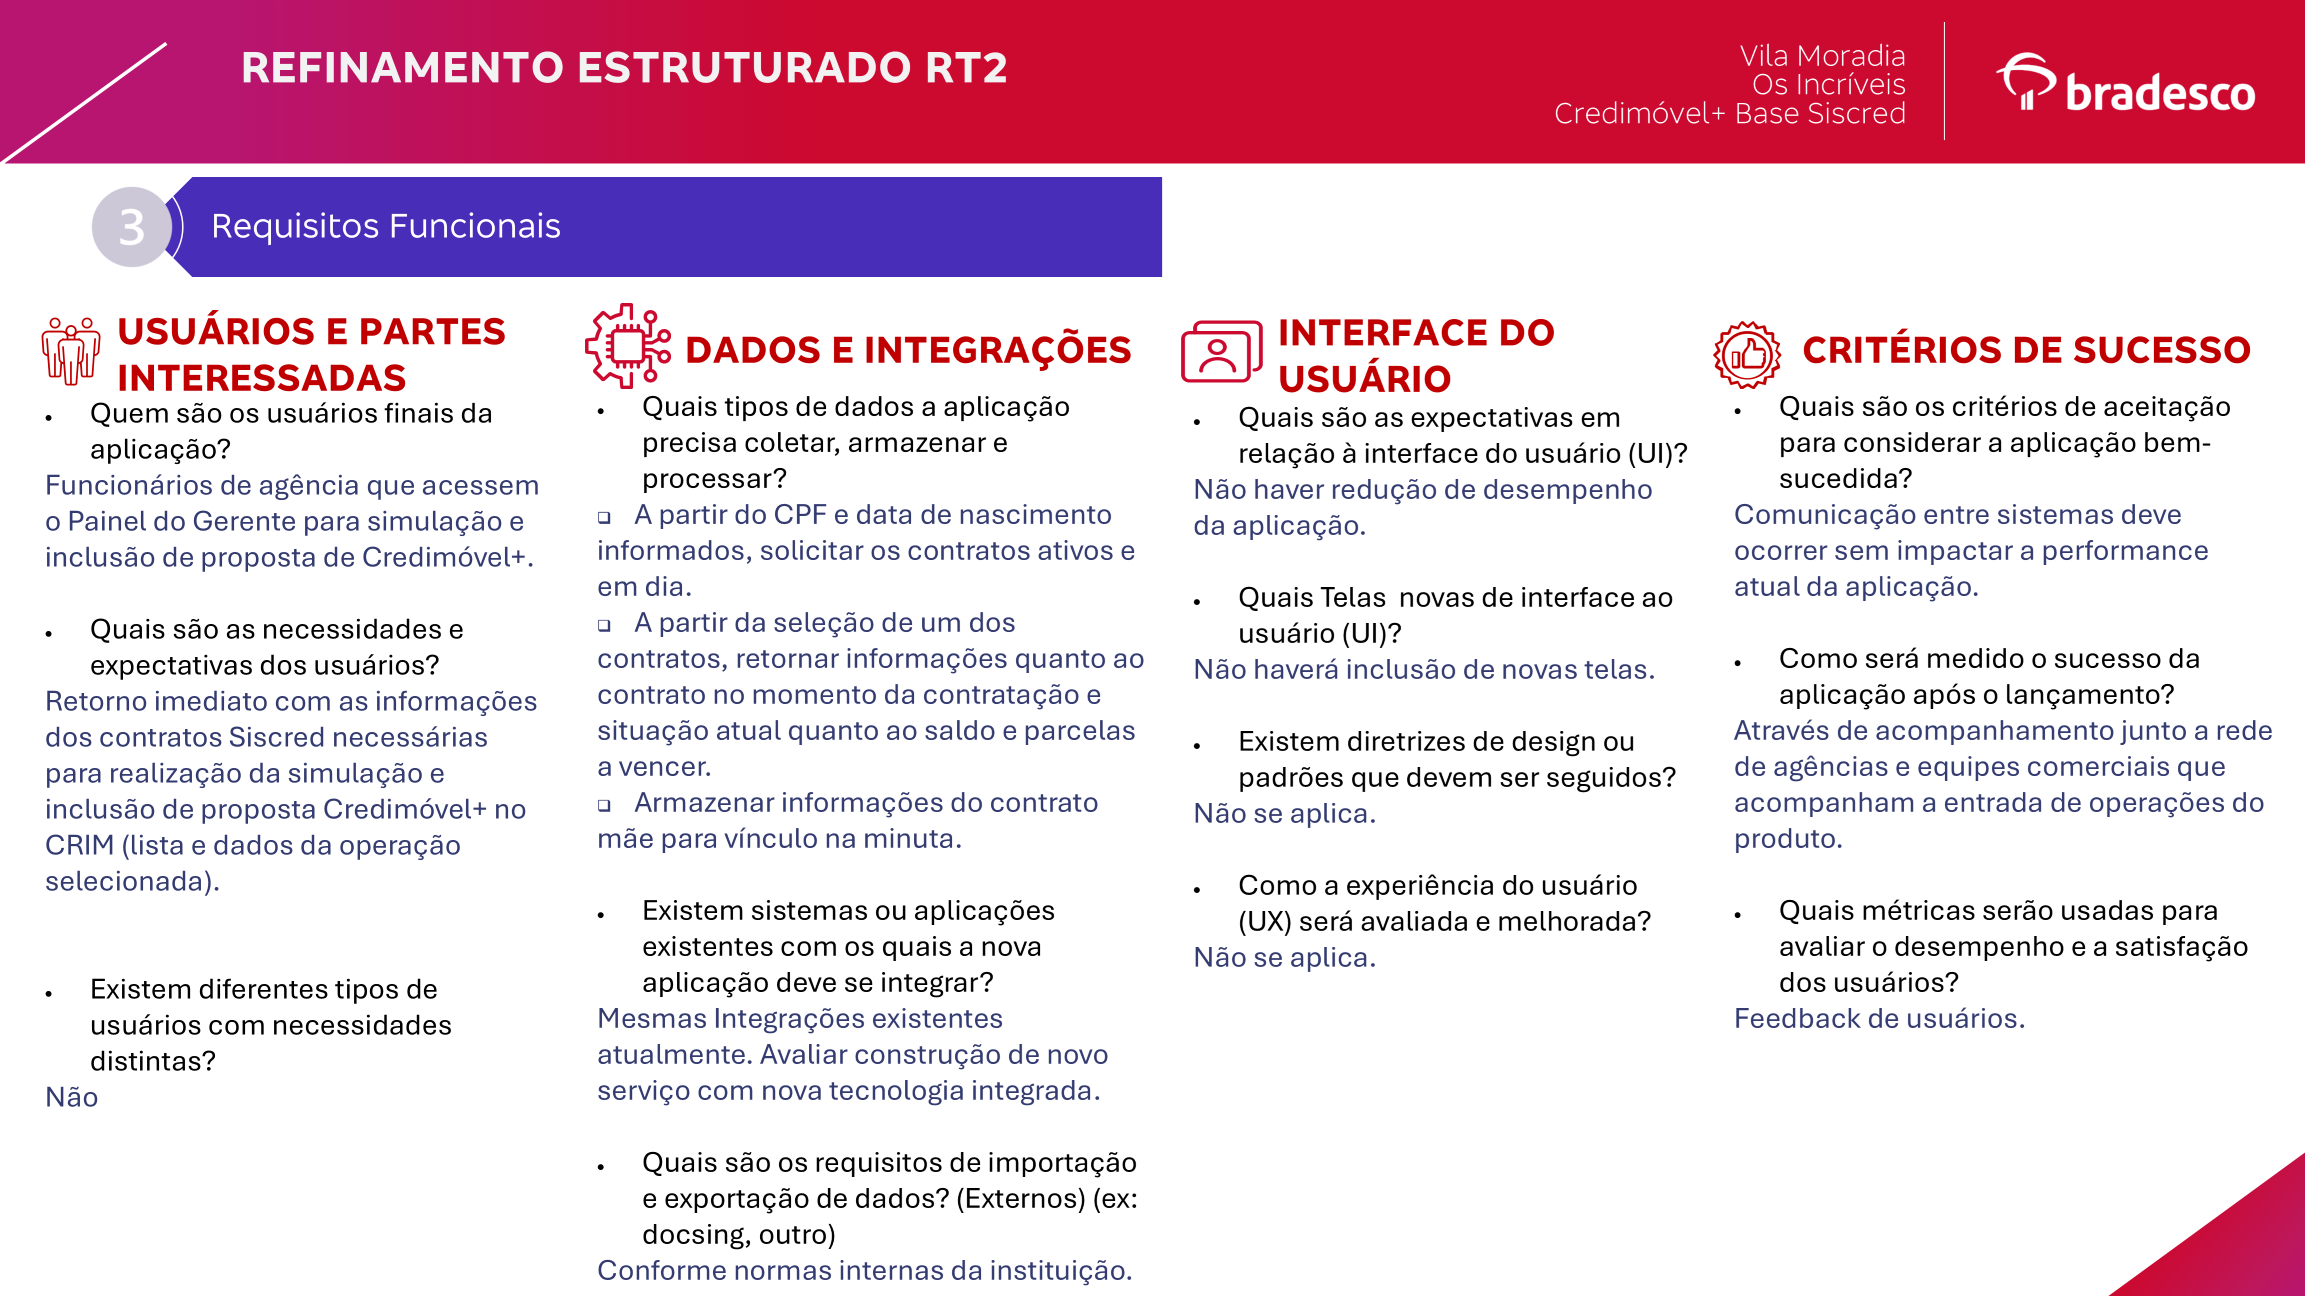 REFINAMENTO ESTRUTURADO RT2
Vila Moradia
Os Incríveis
Credimóvel+ Base Siscred
bradesco
3
Requisitos Funcionais
USUÁRIOS E PARTES
INTERESSADAS
• Quem são os usuários finais da
aplicação?
Funcionários de agência que acessem
o Painel do Gerente para simulação e
inclusão de proposta de Credimóvel+.
• Quais são as necessidades e
expectativas dos usuários?
Retorno imediato com as informações
dos contratos Siscred necessárias
para realização da simulação e
inclusão de proposta Credimóvel+ no
CRIM (lista e dados da operação
selecionada).
• Existem diferentes tipos de
usuários com necessidades
distintas?
Não
DADOS E INTEGRAÇÕES
• Quais tipos de dados a aplicação
precisa coletar, armazenar e
processar?
❑ A partir do CPF e data de nascimento
informados, solicitar os contratos ativos e
em dia.
❑ A partir da seleção de um dos
contratos, retornar informações quanto ao
contrato no momento da contratação e
situação atual quanto ao saldo e parcelas
a vencer.
❑ Armazenar informações do contrato
mãe para vínculo na minuta.
• Existem sistemas ou aplicações
existentes com os quais a nova
aplicação deve se integrar?
Mesmas Integrações existentes
atualmente. Avaliar construção de novo
serviço com nova tecnologia integrada.
• Quais são os requisitos de importação
e exportação de dados? (Externos) (ex:
docsing, outro)
Conforme normas internas da instituição.
INTERFACE DO
USUÁRIO
• Quais são as expectativas em
relação à interface do usuário (UI)?
Não haver redução de desempenho
da aplicação.
• Quais Telas  novas de interface ao
usuário (UI)?
Não haverá inclusão de novas telas.
• Existem diretrizes de design ou
padrões que devem ser seguidos?
Não se aplica.
• Como a experiência do usuário
(UX) será avaliada e melhorada?
Não se aplica.
CRITÉRIOS DE SUCESSO
• Quais são os critérios de aceitação
para considerar a aplicação bem-
sucedida?
Comunicação entre sistemas deve
ocorrer sem impactar a performance
atual da aplicação.
• Como será medido o sucesso da
aplicação após o lançamento?
Através de acompanhamento junto a rede
de agências e equipes comerciais que
acompanham a entrada de operações do
produto.
• Quais métricas serão usadas para
avaliar o desempenho e a satisfação
dos usuários?
Feedback de usuários.